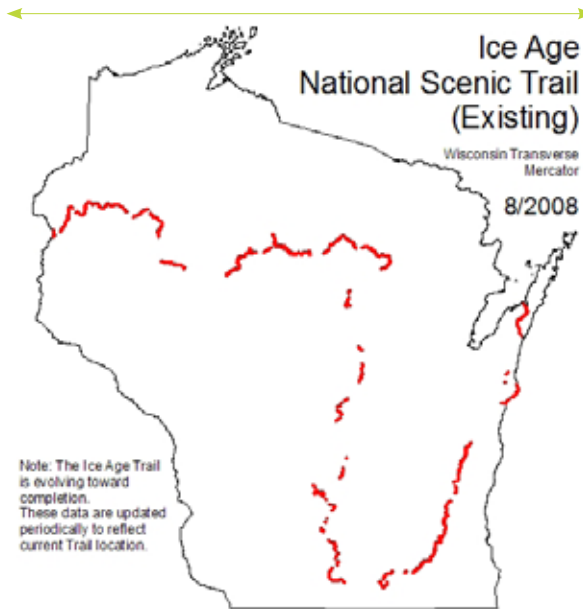 Ice Age
National Scenic Trail
(Existing)
Wisconsin Transverse
Mercator
8/2008
Note: The Ice Age Trail
is evolving toward
completion.
These data are updated
periodically to reflect
current Trail location.